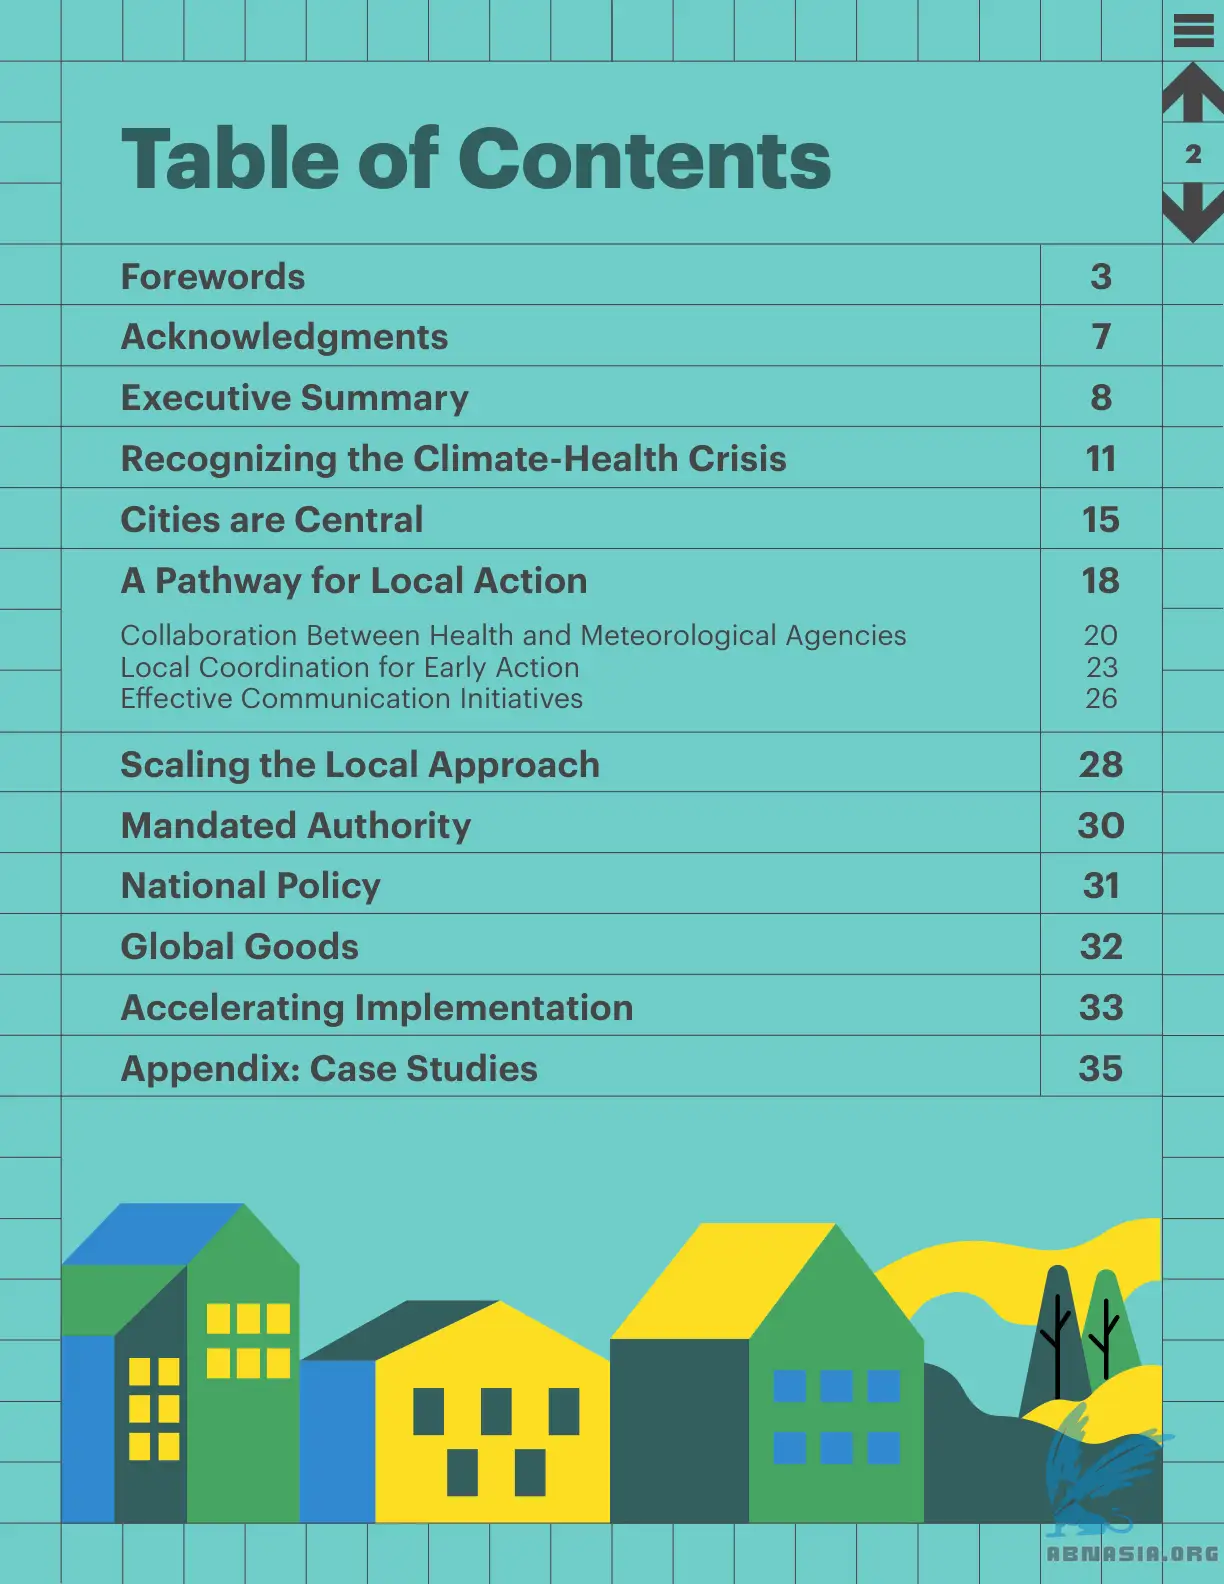 2
Table of Contents
Forewords 3
Acknowledgments 7
Executive Summary 8
Recognizing the Climate-Health Crisis 11
Cities are Central 15
A Pathway for Local Action 18
Collaboration Between Health and Meteorological Agencies 20
Local Coordination for Early Action 23
Effective Communication Initiatives 26
Scaling the Local Approach 28
Mandated Authority 30
National Policy 31
Global Goods 32
Accelerating Implementation 33
Appendix: Case Studies 35
ABNASIA.ORG